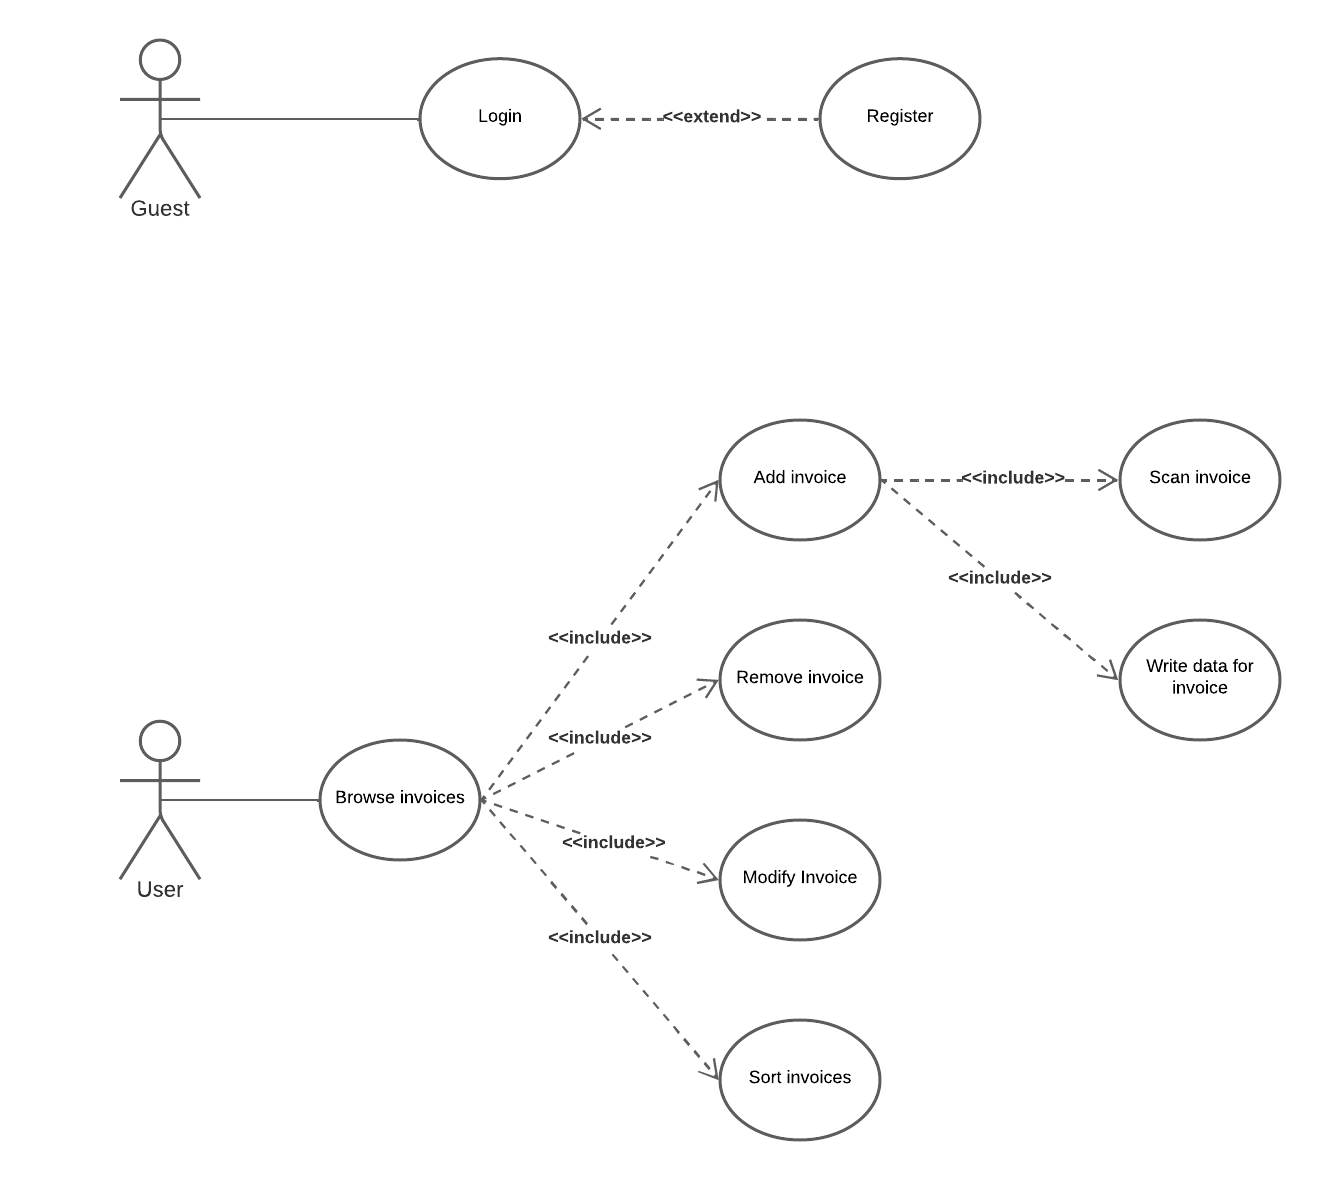 Login
<<extend>>
Register
Guest
Add invoice
<<include>>
Scan invoice
<<include>>
<<include>>
Remove invoice
Write data for
invoice
<<include>>
Browse invoices
<<include>>
Modify Invoice
User
<<include>>
Sort invoices